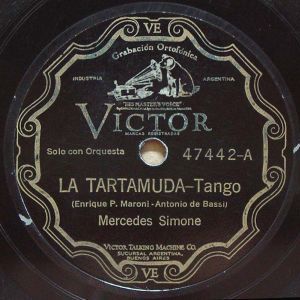 VE
Grabación Ortofónica
INDUSTRIA ARGENTINA
"HIS MASTER'S VOICE"
VICTOR
MARCAS REGISTRADAS
Solo con Orquesta 47442-A
LA TARTAMUDA-Tango
(Enrique P. Maroni - Antonio de Bassi)
Mercedes Simone
VICTOR TALKING MACHINE CO.
SUCURSAL ARGENTINA,
BUENOS AIRES
VE